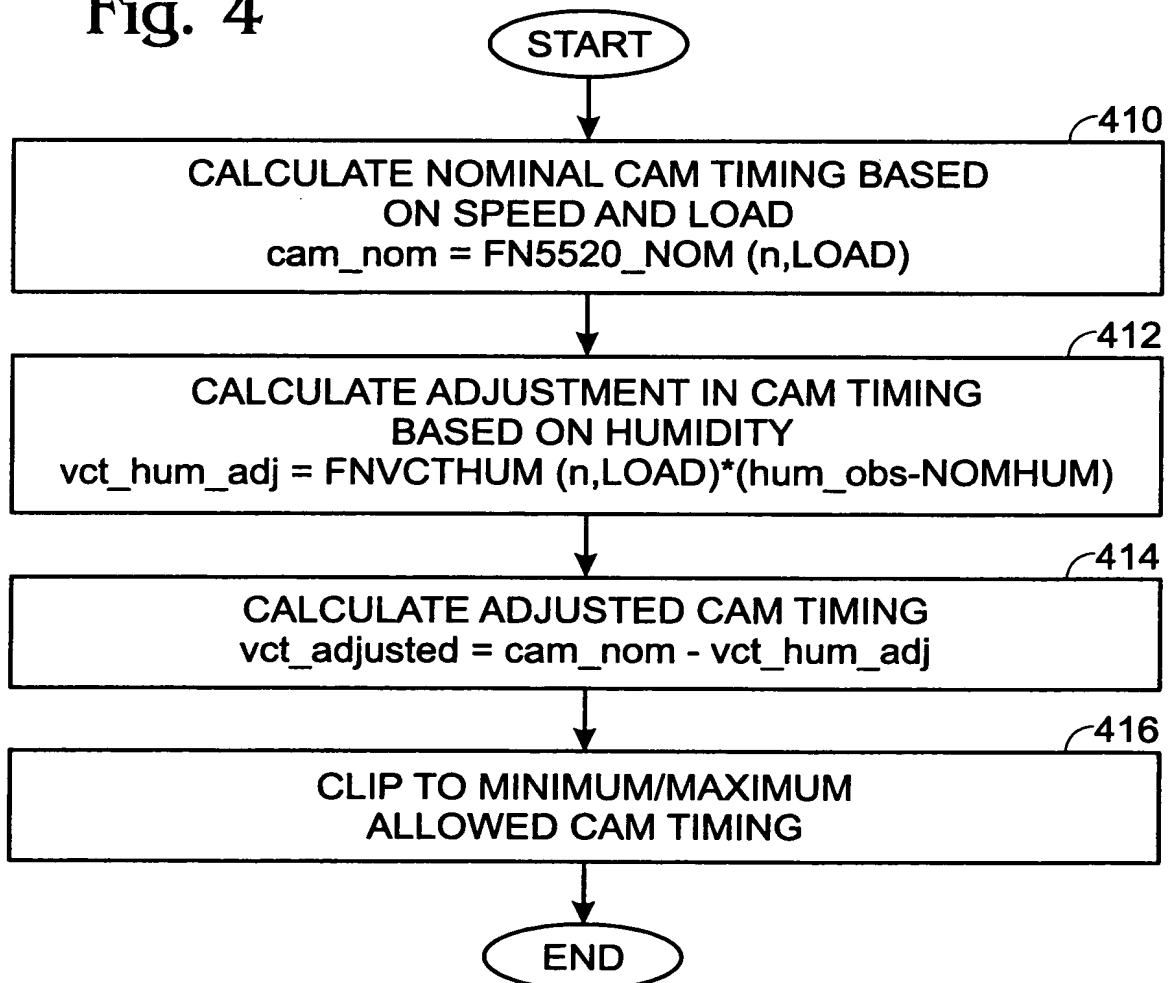 Fig. 4
START
410
CALCULATE NOMINAL CAM TIMING BASED
ON SPEED AND LOAD
cam_nom = FN5520_NOM (n,LOAD)
412
CALCULATE ADJUSTMENT IN CAM TIMING
BASED ON HUMIDITY
vct_hum_adj = FNVCTHUM (n,LOAD)*(hum_obs-NOMHUM)
414
CALCULATE ADJUSTED CAM TIMING
vct_adjusted = cam_nom - vct_hum_adj
416
CLIP TO MINIMUM/MAXIMUM
ALLOWED CAM TIMING
END